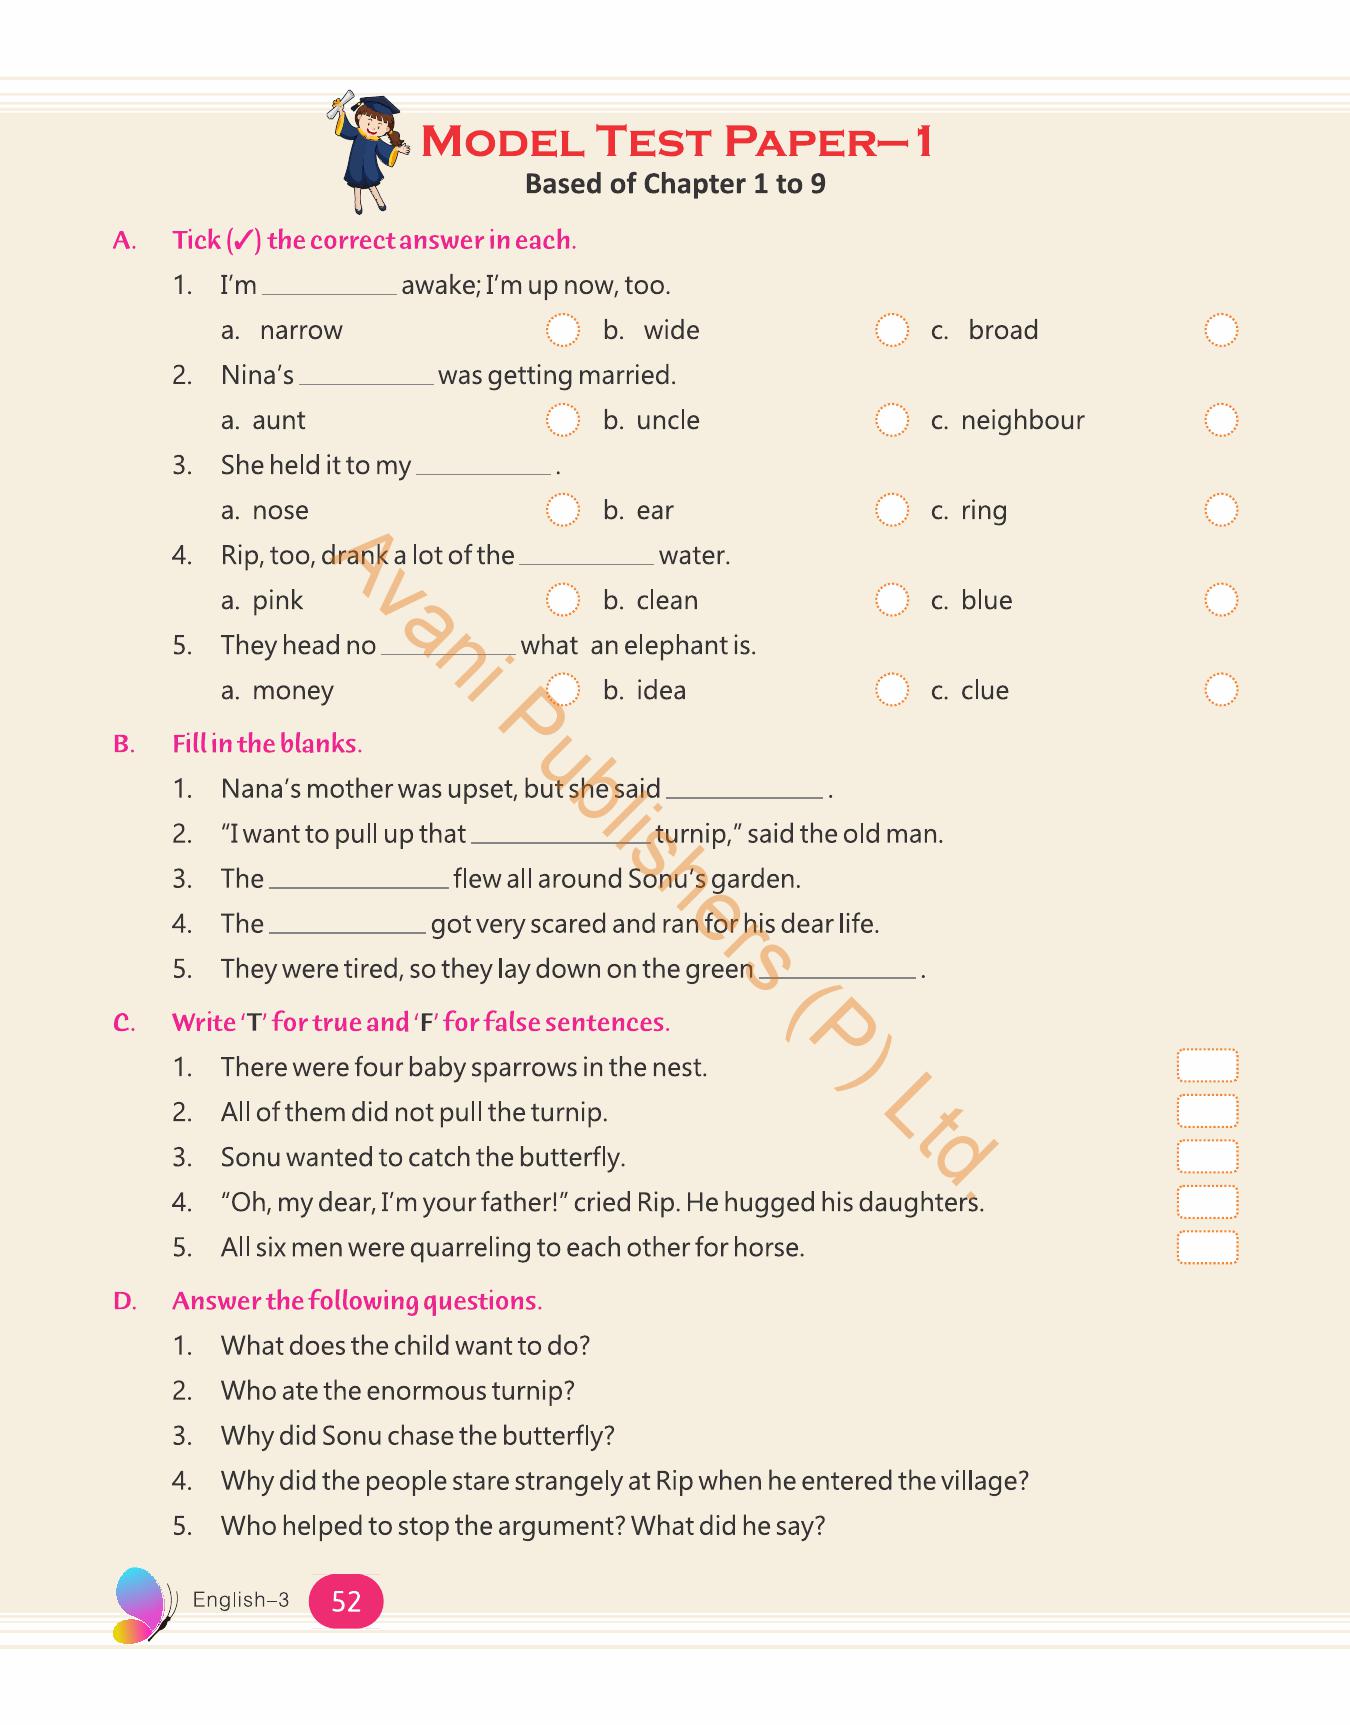 MODEL TEST PAPER–1
Based of Chapter 1 to 9
A. Tick (✓) the correct answer in each.
1. I’m __________ awake; I’m up now, too.
a. narrow b. wide c. broad
2. Nina’s __________ was getting married.
a. aunt b. uncle c. neighbour
3. She held it to my __________ .
a. nose b. ear c. ring
4. Rip, too, drank a lot of the __________ water.
a. pink b. clean c. blue
5. They head no __________ what an elephant is.
a. money b. idea c. clue
B. Fill in the blanks.
1. Nana’s mother was upset, but she said ____________ .
2. “I want to pull up that ____________ turnip,” said the old man.
3. The ____________ flew all around Sonu’s garden.
4. The ____________ got very scared and ran for his dear life.
5. They were tired, so they lay down on the green ____________ .
C. Write ‘T’ for true and ‘F’ for false sentences.
1. There were four baby sparrows in the nest.
2. All of them did not pull the turnip.
3. Sonu wanted to catch the butterfly.
4. “Oh, my dear, I’m your father!” cried Rip. He hugged his daughters.
5. All six men were quarreling to each other for horse.
D. Answer the following questions.
1. What does the child want to do?
2. Who ate the enormous turnip?
3. Why did Sonu chase the butterfly?
4. Why did the people stare strangely at Rip when he entered the village?
5. Who helped to stop the argument? What did he say?
English–3 52
Avani Publishers (P) Ltd.